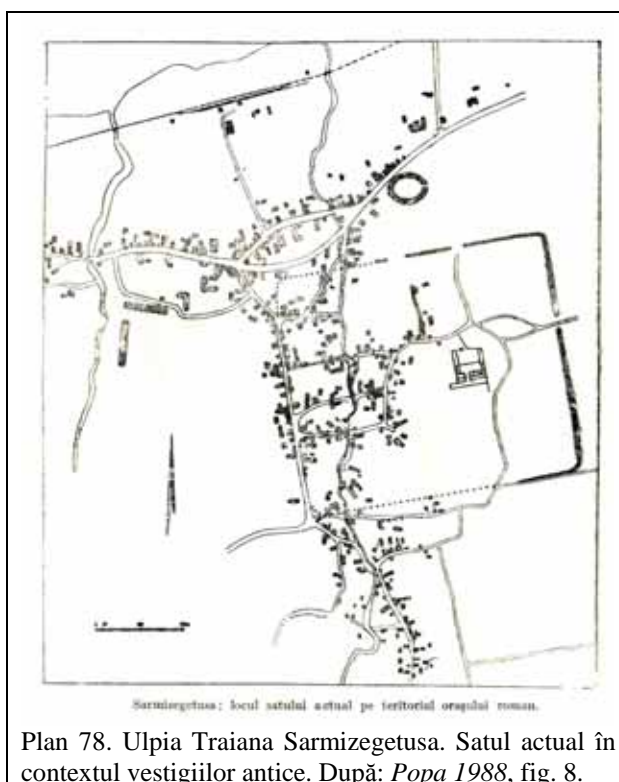 Sarmizegetusa; locul satului actual pe teritoriul orașului roman.
Plan 78. Ulpia Traiana Sarmizegetusa. Satul actual în
contextul vestigiilor antice. După: Popa 1988, fig. 8.